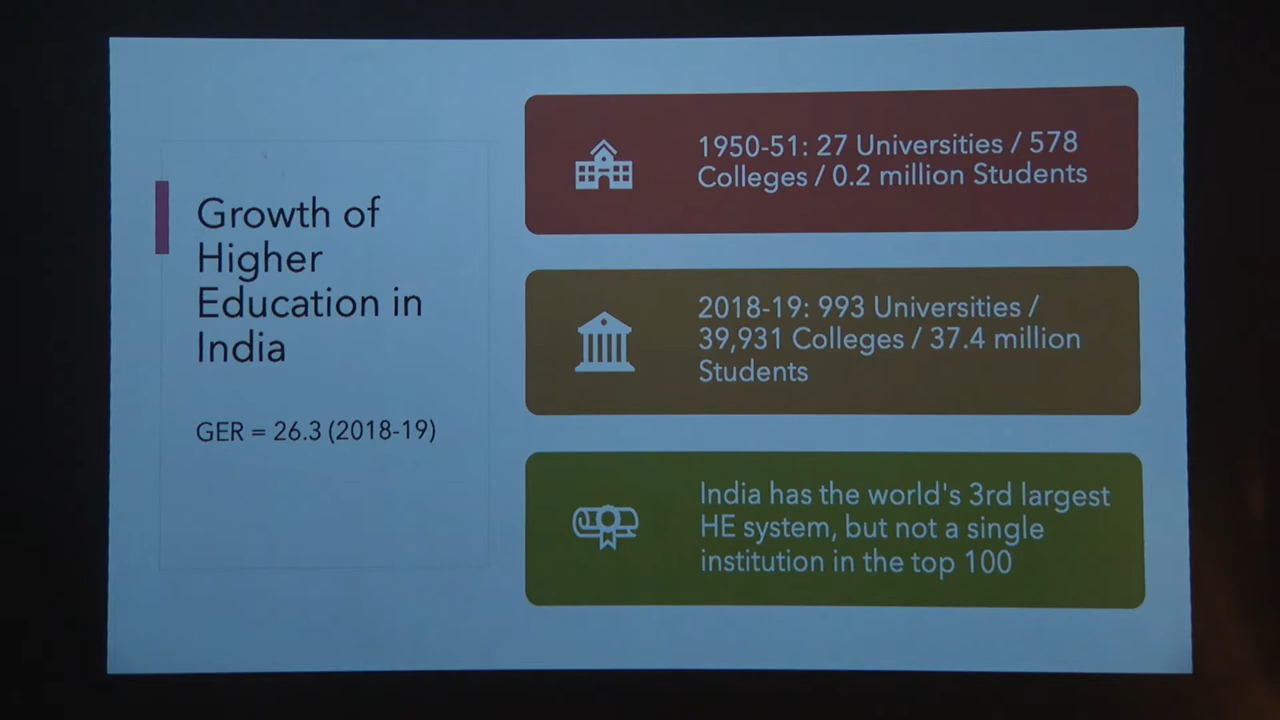 Growth of
Higher
Education in
India
GER = 26.3 (2018-19)
1950-51: 27 Universities / 578
Colleges / 0.2 million Students
2018-19: 993 Universities /
39,931 Colleges / 37.4 million
Students
India has the world's 3rd largest
HE system, but not a single
institution in the top 100